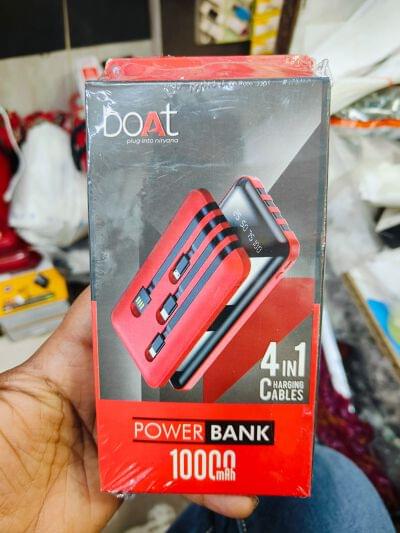 boAt
plug into nirvana
4 IN 1
CHARGING
CABLES
POWER BANK
10000
mAh